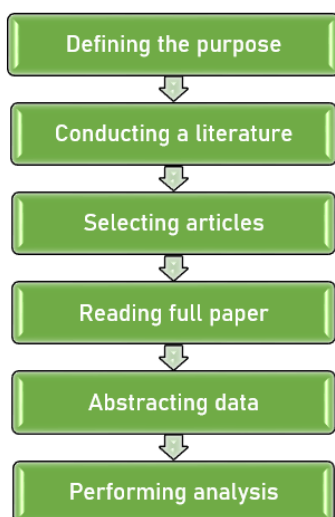 Defining the purpose
Conducting a literature
Selecting articles
Reading full paper
Abstracting data
Performing analysis